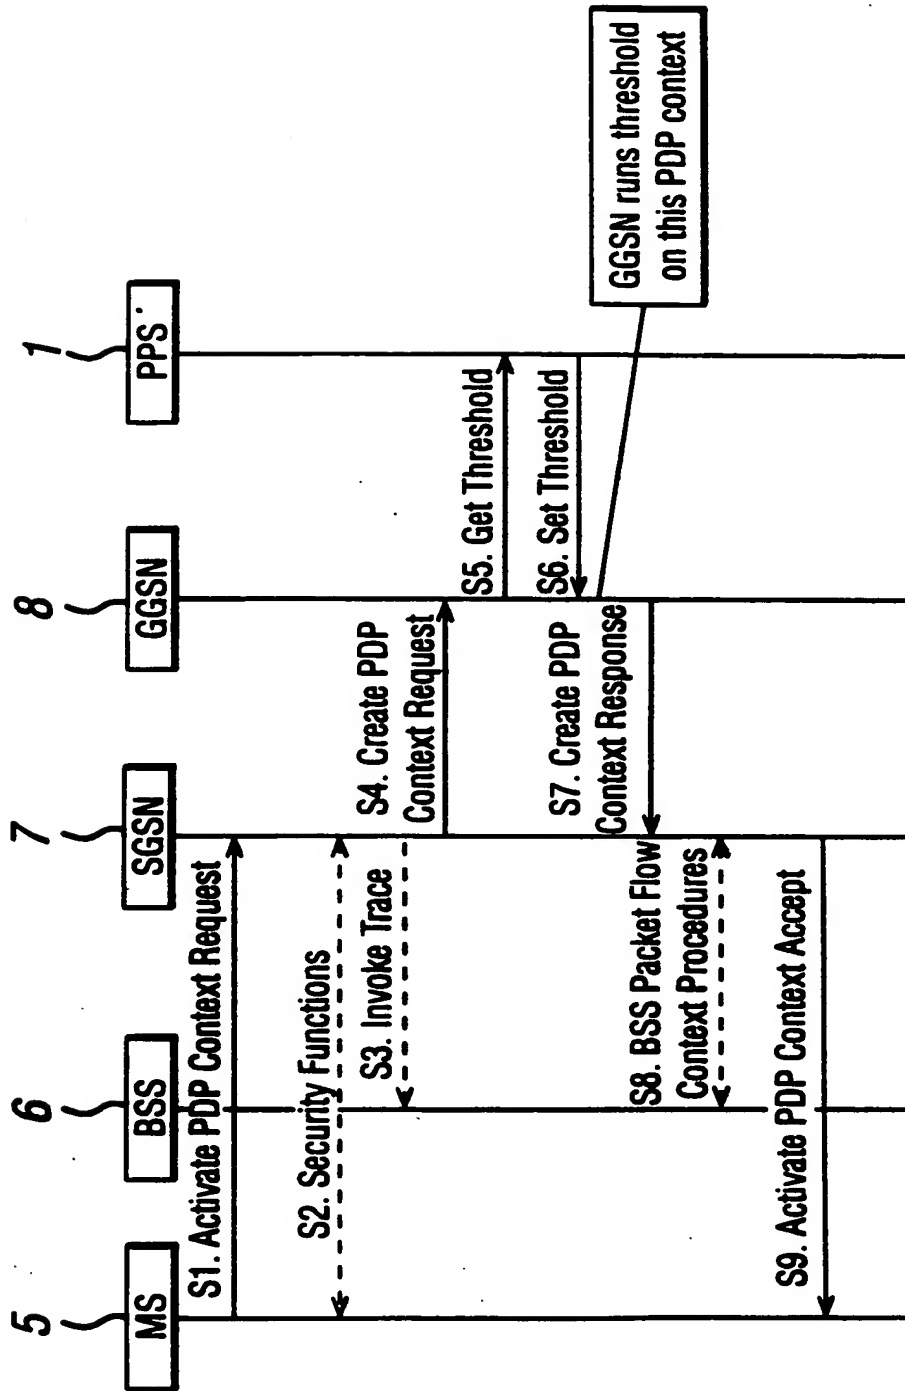 5
6
7
8
1
MS
BSS
SGSN
GGSN
PPS
S1. Activate PDP Context Request
S2. Security Functions
S3. Invoke Trace
S4. Create PDP
Context Request
S5. Get Threshold
S6. Set Threshold
GGSN runs threshold
on this PDP context
S7. Create PDP
Context Response
S8. BSS Packet Flow
Context Procedures
S9. Activate PDP Context Accept